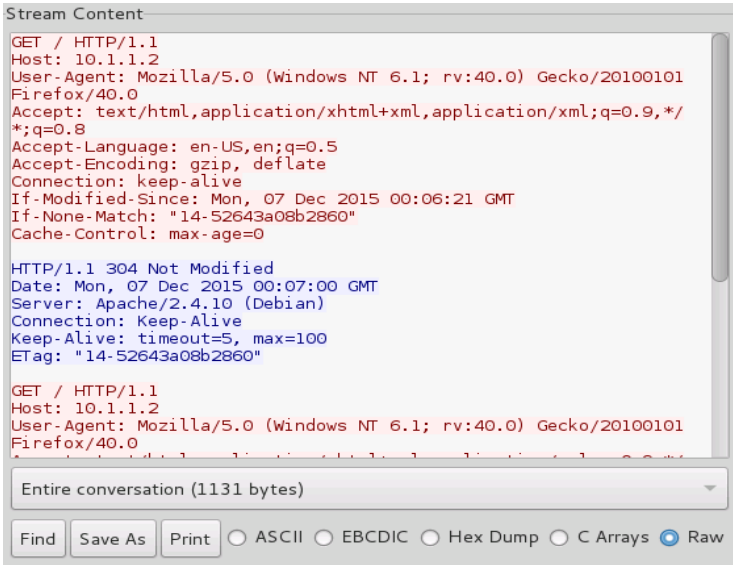 Stream Content
GET / HTTP/1.1
Host: 10.1.1.2
User-Agent: Mozilla/5.0 (Windows NT 6.1; rv:40.0) Gecko/20100101
Firefox/40.0
Accept: text/html,application/xhtml+xml,application/xml;q=0.9,*/
*;q=0.8
Accept-Language: en-US,en;q=0.5
Accept-Encoding: gzip, deflate
Connection: keep-alive
If-Modified-Since: Mon, 07 Dec 2015 00:06:21 GMT
If-None-Match: "14-52643a08b2860"
Cache-Control: max-age=0
HTTP/1.1 304 Not Modified
Date: Mon, 07 Dec 2015 00:07:00 GMT
Server: Apache/2.4.10 (Debian)
Connection: Keep-Alive
Keep-Alive: timeout=5, max=100
ETag: "14-52643a08b2860"
GET / HTTP/1.1
Host: 10.1.1.2
User-Agent: Mozilla/5.0 (Windows NT 6.1; rv:40.0) Gecko/20100101
Firefox/40.0
Entire conversation (1131 bytes)
Find Save As Print ASCII EBCDIC Hex Dump C Arrays Raw